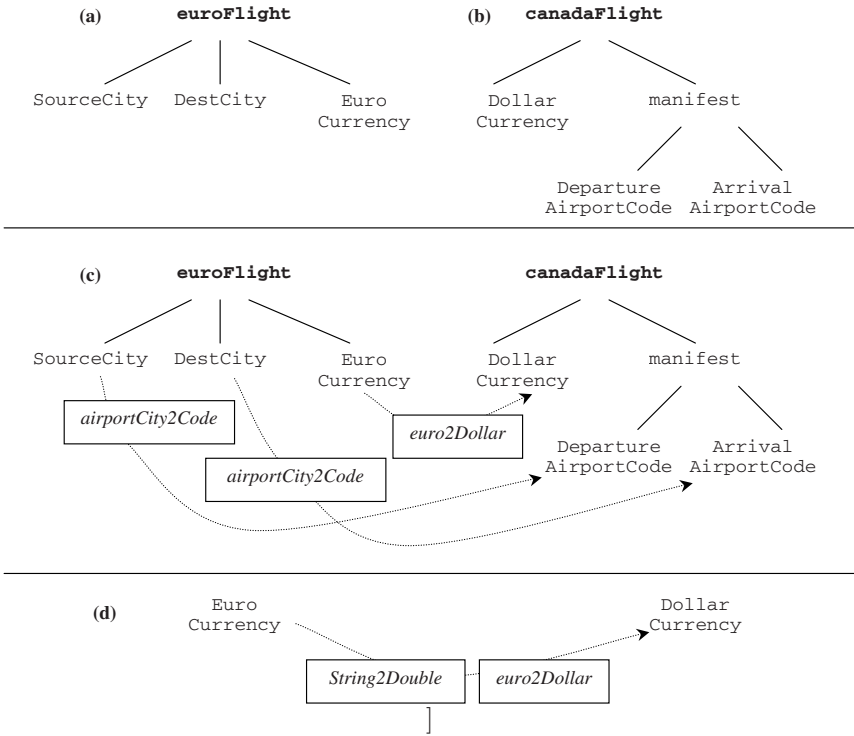 (a) euroFlight (b) canadaFlight
SourceCity DestCity Euro Dollar manifest
Currency Currency
Departure Arrival
AirportCode AirportCode
(c) euroFlight canadaFlight
SourceCity DestCity Euro Dollar manifest
Currency Currency
airportCity2Code
euro2Dollar
Departure Arrival
AirportCode AirportCode
airportCity2Code
(d) Euro Dollar
Currency Currency
String2Double euro2Dollar
]